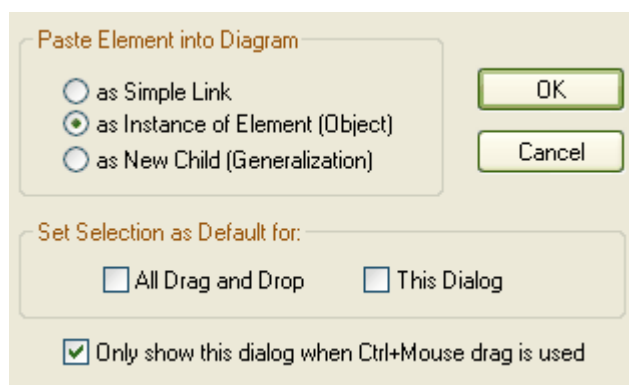 Paste Element into Diagram
as Simple Link
OK
as Instance of Element (Object)
as New Child (Generalization)
Cancel
Set Selection as Default for:
All Drag and Drop
This Dialog
Only show this dialog when Ctrl+Mouse drag is used